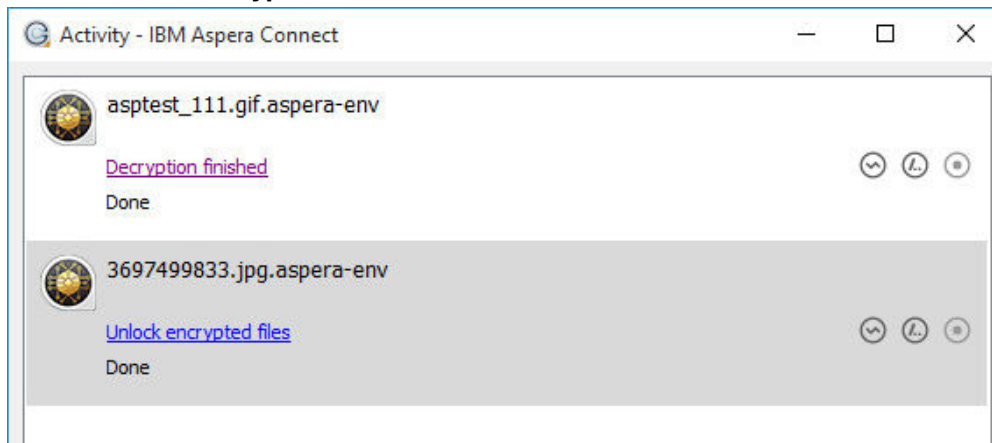 Activity - IBM Aspera Connect
asptest_111.gif.aspera-env
Decryption finished
Done
3697499833.jpg.aspera-env
Unlock encrypted files
Done